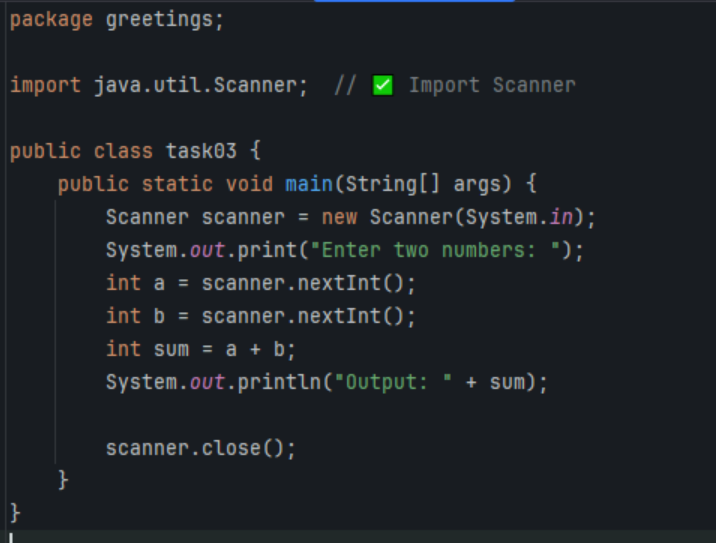 package greetings;
import java.util.Scanner;  // ✅ Import Scanner
public class task03 {
    public static void main(String[] args) {
        Scanner scanner = new Scanner(System.in);
        System.out.print("Enter two numbers: ");
        int a = scanner.nextInt();
        int b = scanner.nextInt();
        int sum = a + b;
        System.out.println("Output: " + sum);
        scanner.close();
    }
}